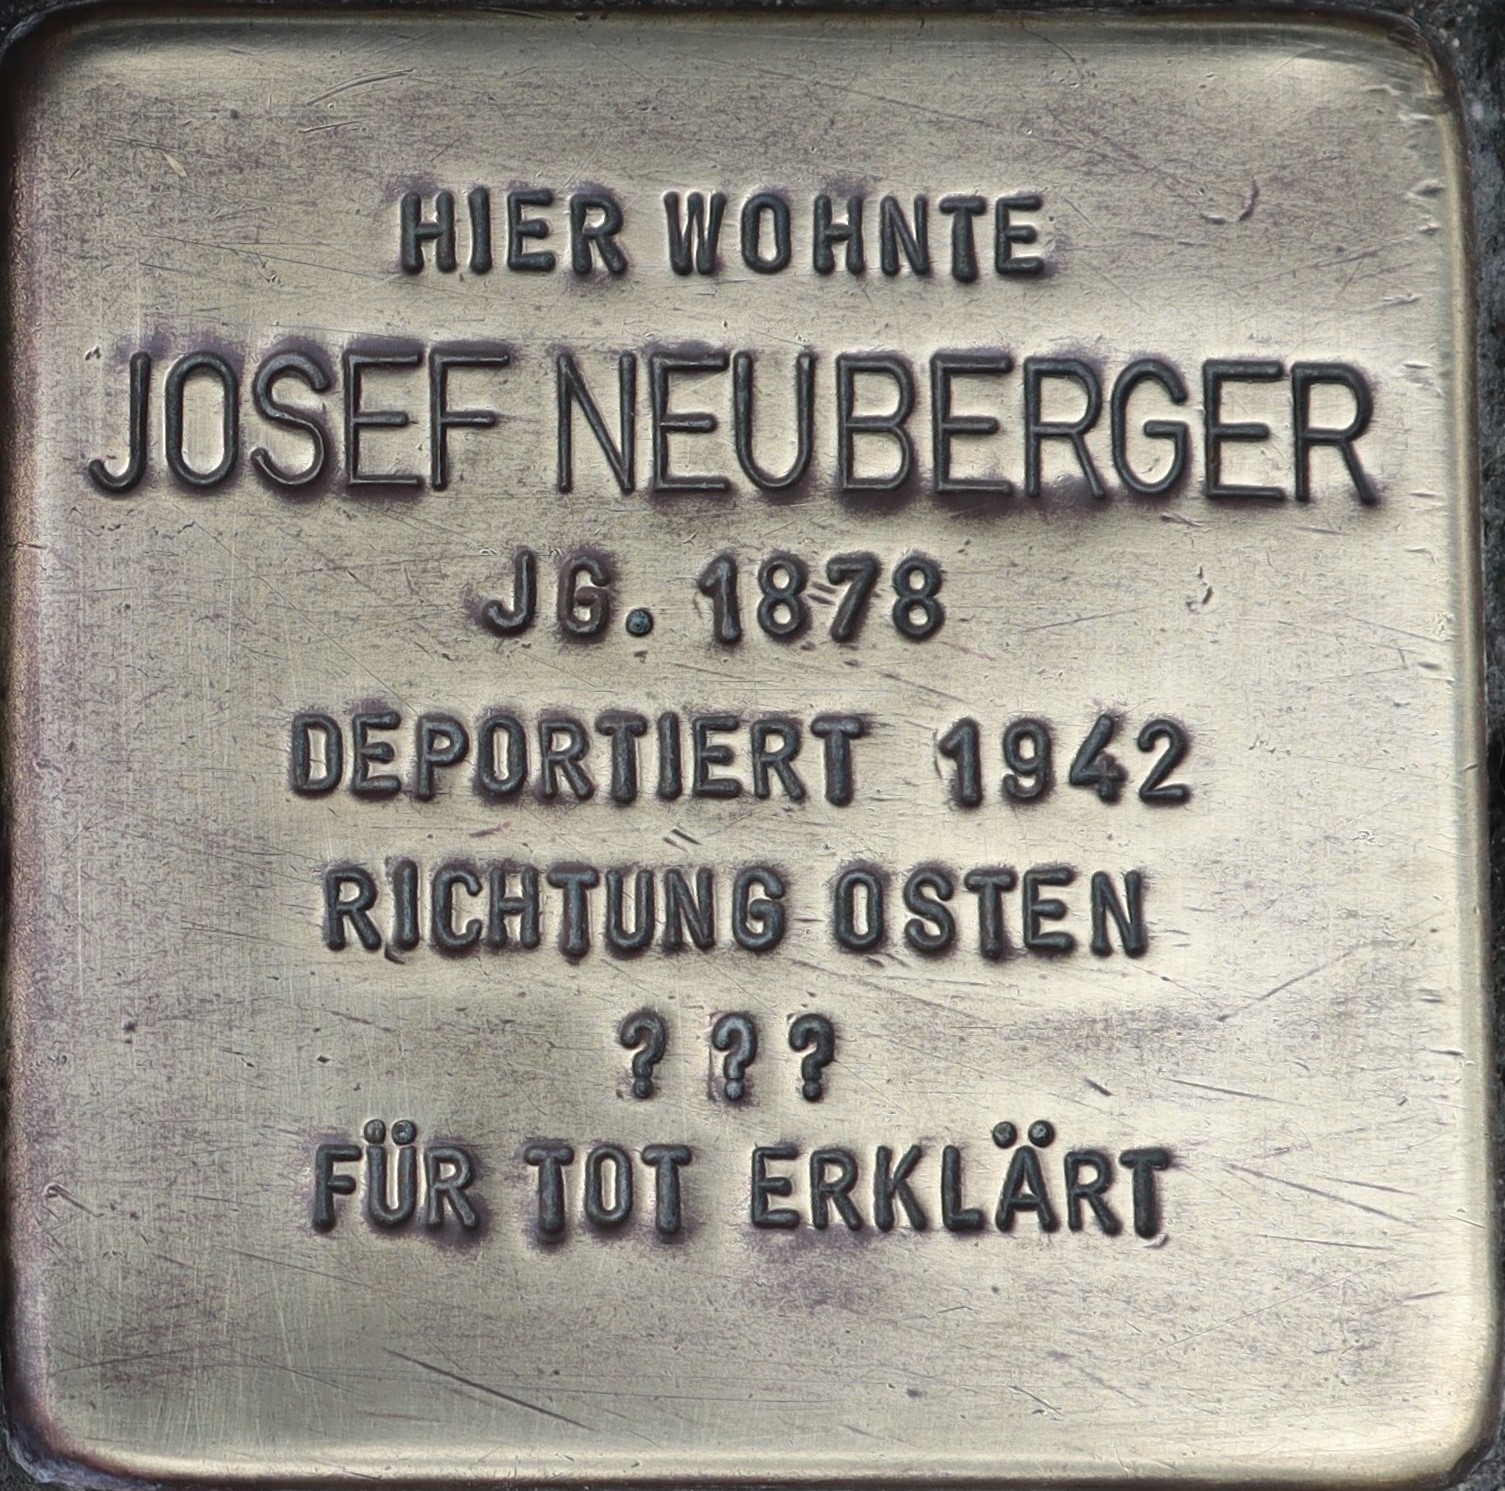 HIER WOHNTE
JOSEF NEUBERGER
JG. 1878
DEPORTIERT 1942
RICHTUNG OSTEN
? ? ?
FÜR TOT ERKLÄRT